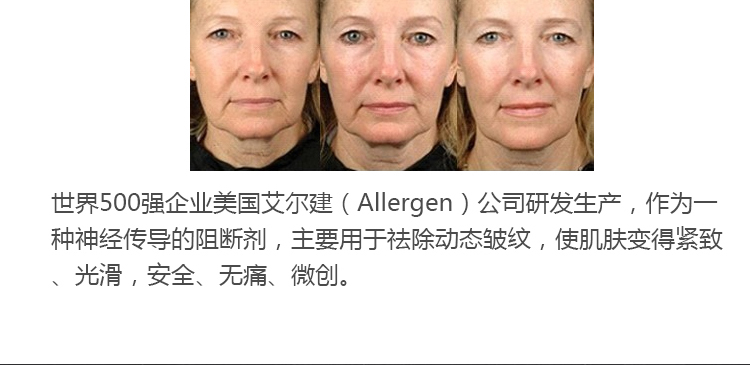 世界500强企业美国艾尔建（Allergen）公司研发生产，作为一
种神经传导的阻断剂，主要用于祛除动态皱纹，使肌肤变得紧致
、光滑，安全、无痛、微创。